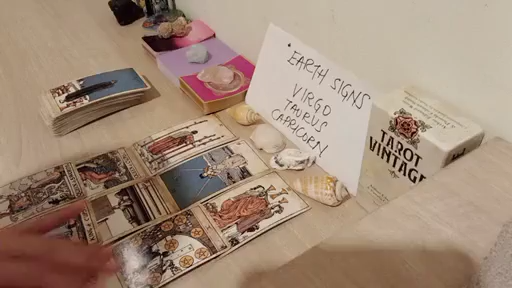 EARTH SIGNS
VIRGO
TAURUS
CAPRICORN
TAROT
VINTAGE